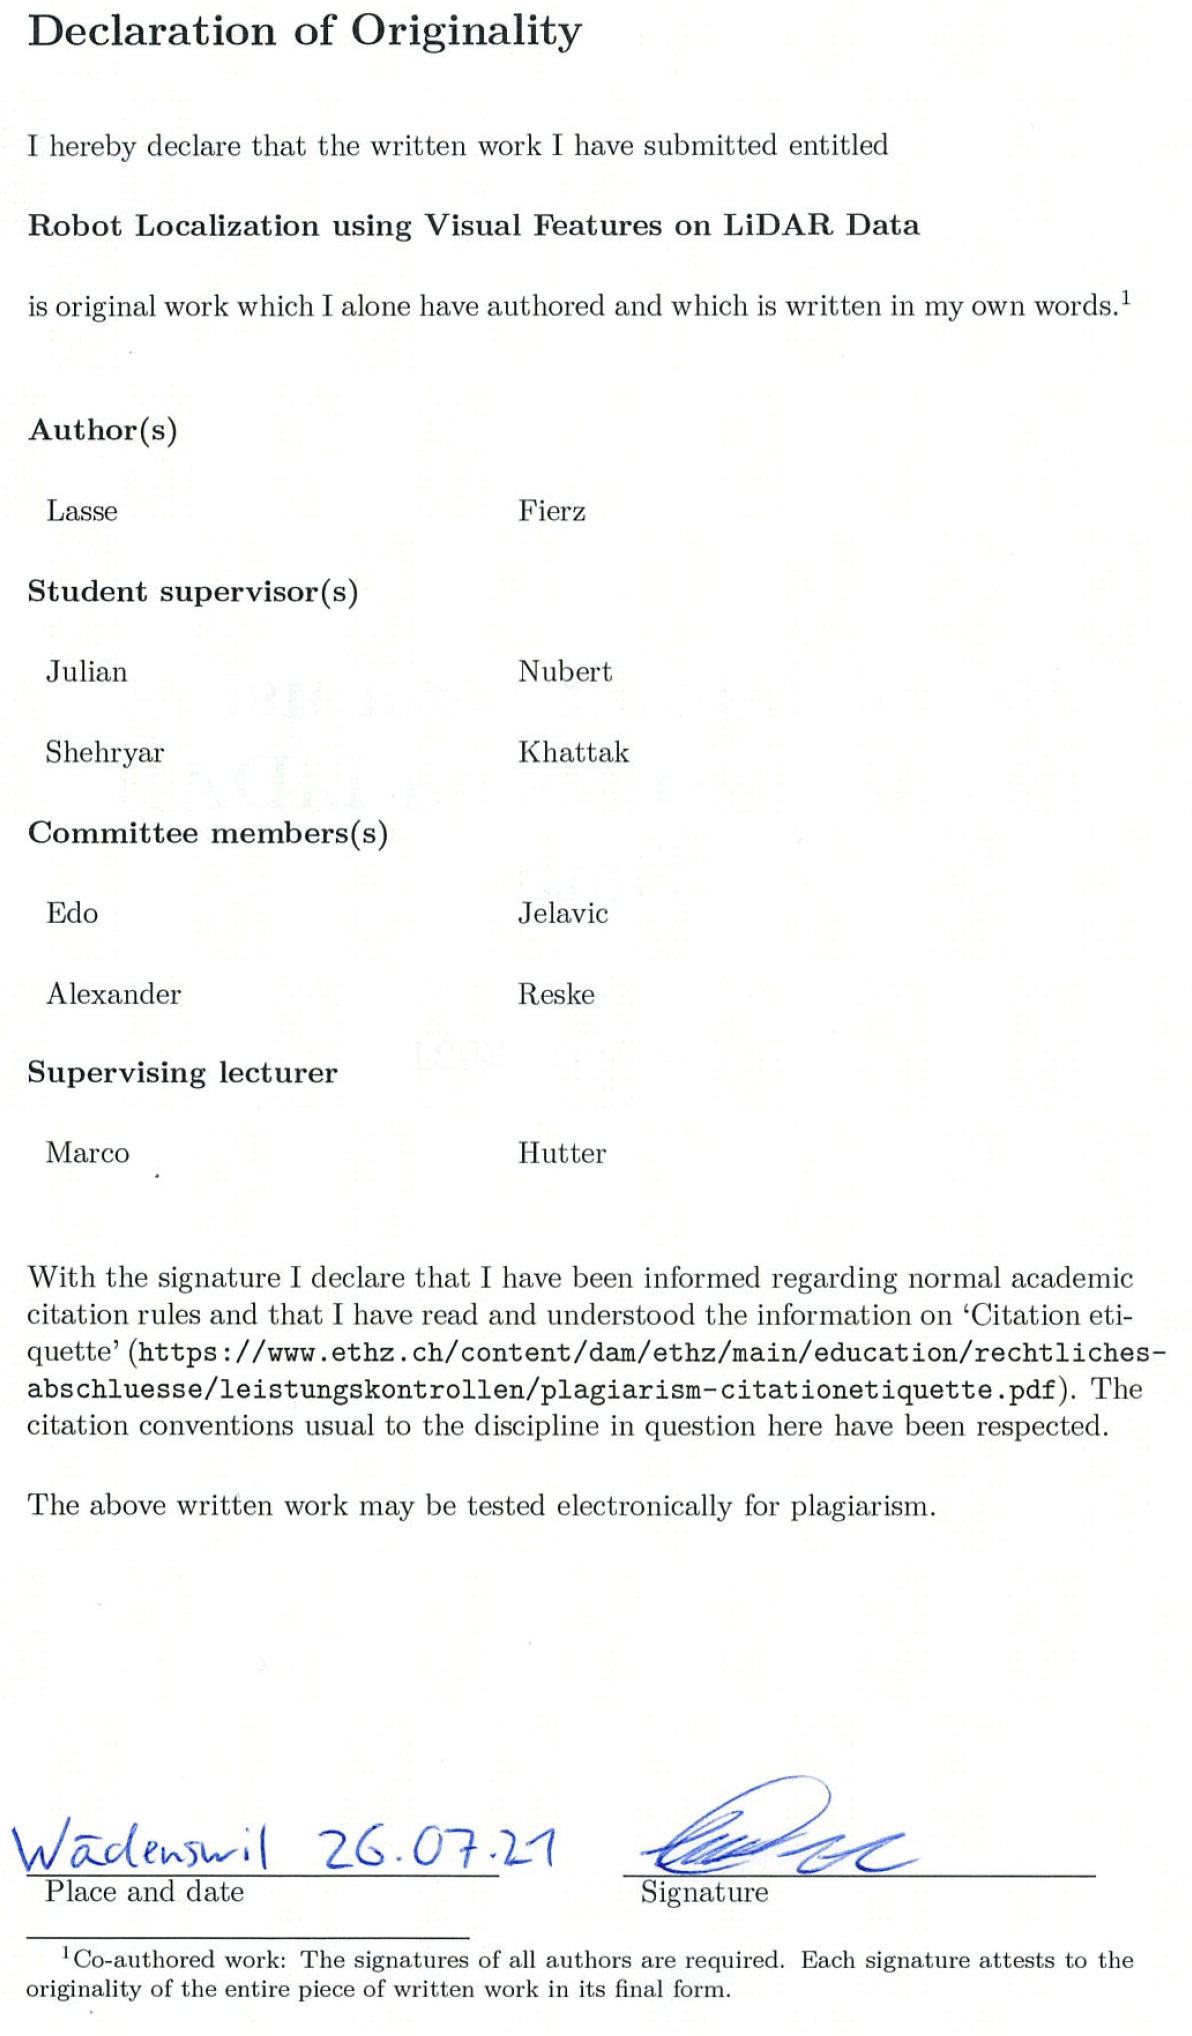 Declaration of Originality
I hereby declare that the written work I have submitted entitled
Robot Localization using Visual Features on LiDAR Data
is original work which I alone have authored and which is written in my own words.¹
Author(s)
Lasse Fierz
Student supervisor(s)
Julian Nubert
Shehryar Khattak
Committee members(s)
Edo Jelavic
Alexander Reske
Supervising lecturer
Marco Hutter
With the signature I declare that I have been informed regarding normal academic
citation rules and that I have read and understood the information on ‘Citation eti-
quette’ (https://www.ethz.ch/content/dam/ethz/main/education/rechtliches-
abschluesse/leistungskontrollen/plagiarism-citationetiquette.pdf). The
citation conventions usual to the discipline in question here have been respected.
The above written work may be tested electronically for plagiarism.
Wädenswil 26.07.21
Place and date Signature
¹Co-authored work: The signatures of all authors are required. Each signature attests to the
originality of the entire piece of written work in its final form.